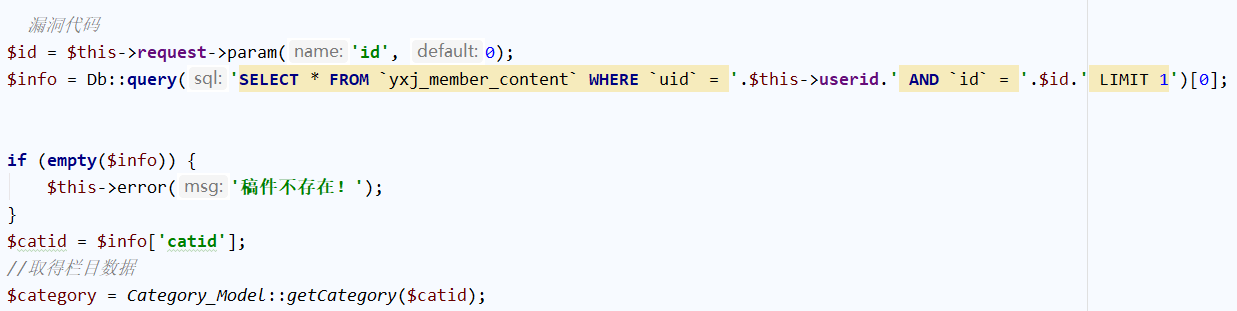 漏洞代码
$id = $this->request->param( name: 'id', default: 0);
$info = Db::query( sql: 'SELECT * FROM `yxj_member_content` WHERE `uid` = '.$this->userid.' AND `id` = '.$id.' LIMIT 1')[0];
if (empty($info)) {
$this->error( msg: '稿件不存在！');
}
$catid = $info['catid'];
//取得栏目数据
$category = Category_Model::getCategory($catid);